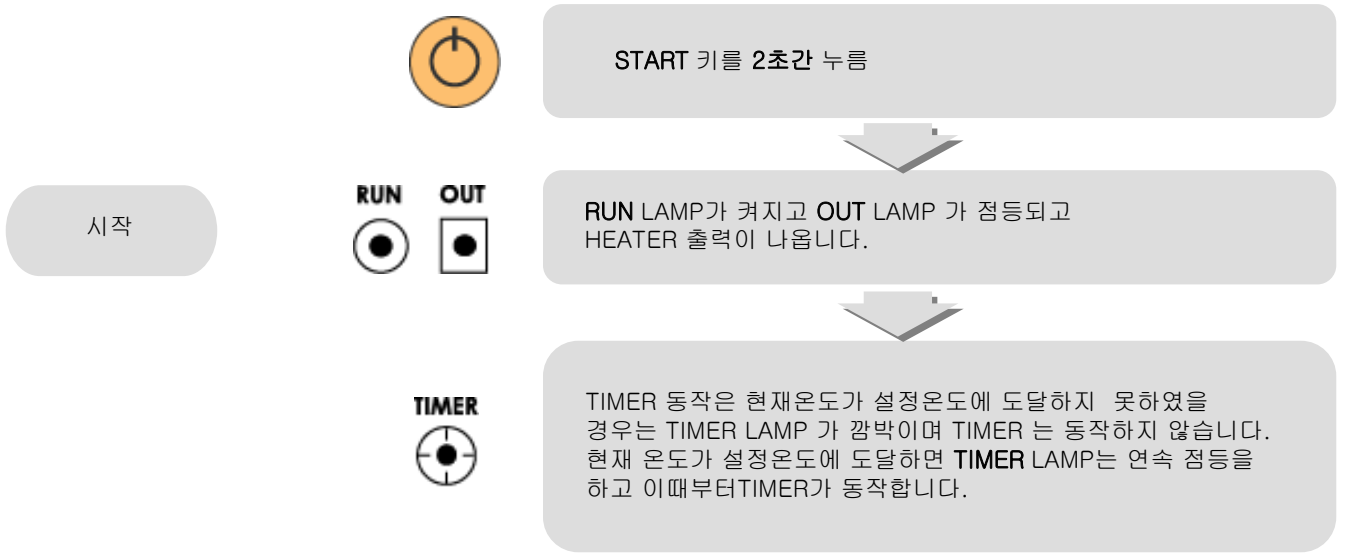 START 키를 2초간 누름
시작
RUN OUT
RUN LAMP가 켜지고 OUT LAMP 가 점등되고
HEATER 출력이 나옵니다.
TIMER
TIMER 동작은 현재온도가 설정온도에 도달하지 못하였을
경우는 TIMER LAMP 가 깜박이며 TIMER 는 동작하지 않습니다.
현재 온도가 설정온도에 도달하면 TIMER LAMP는 연속 점등을
하고 이때부터TIMER가 동작합니다.